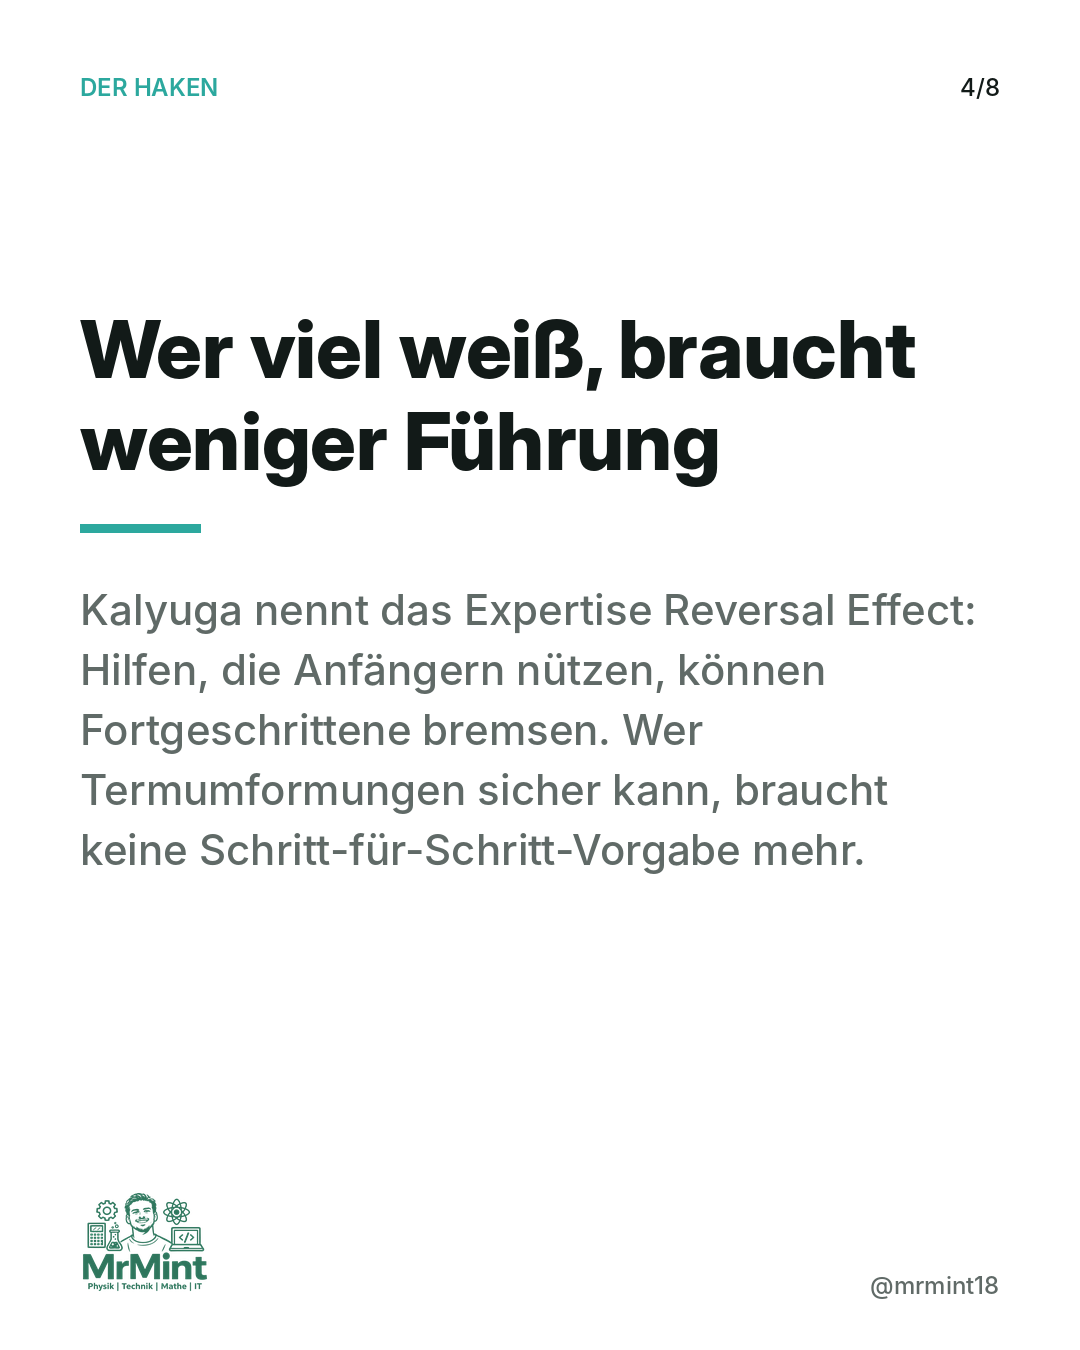 DER HAKEN
4/8
Wer viel weiß, braucht
weniger Führung
Kalyuga nennt das Expertise Reversal Effect:
Hilfen, die Anfängern nützen, können
Fortgeschrittene bremsen. Wer
Termumformungen sicher kann, braucht
keine Schritt-für-Schritt-Vorgabe mehr.
MrMint
Physik | Technik | Mathe | IT
@mrmint18